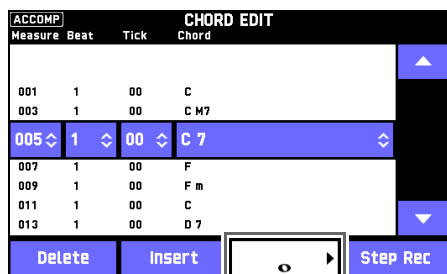 ACCOMP CHORD EDIT
Measure Beat Tick Chord
001 1 00 C
003 1 00 C M7
005 1 00 C 7
007 1 00 F
009 1 00 F m
011 1 00 C
013 1 00 D 7
Delete Insert Step Rec